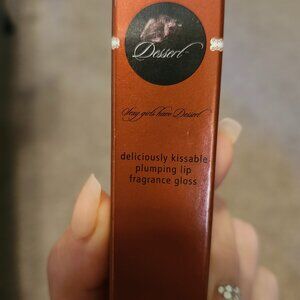 Dessert
Sexy girls have Dessert
deliciously kissable
plumping lip
fragrance gloss